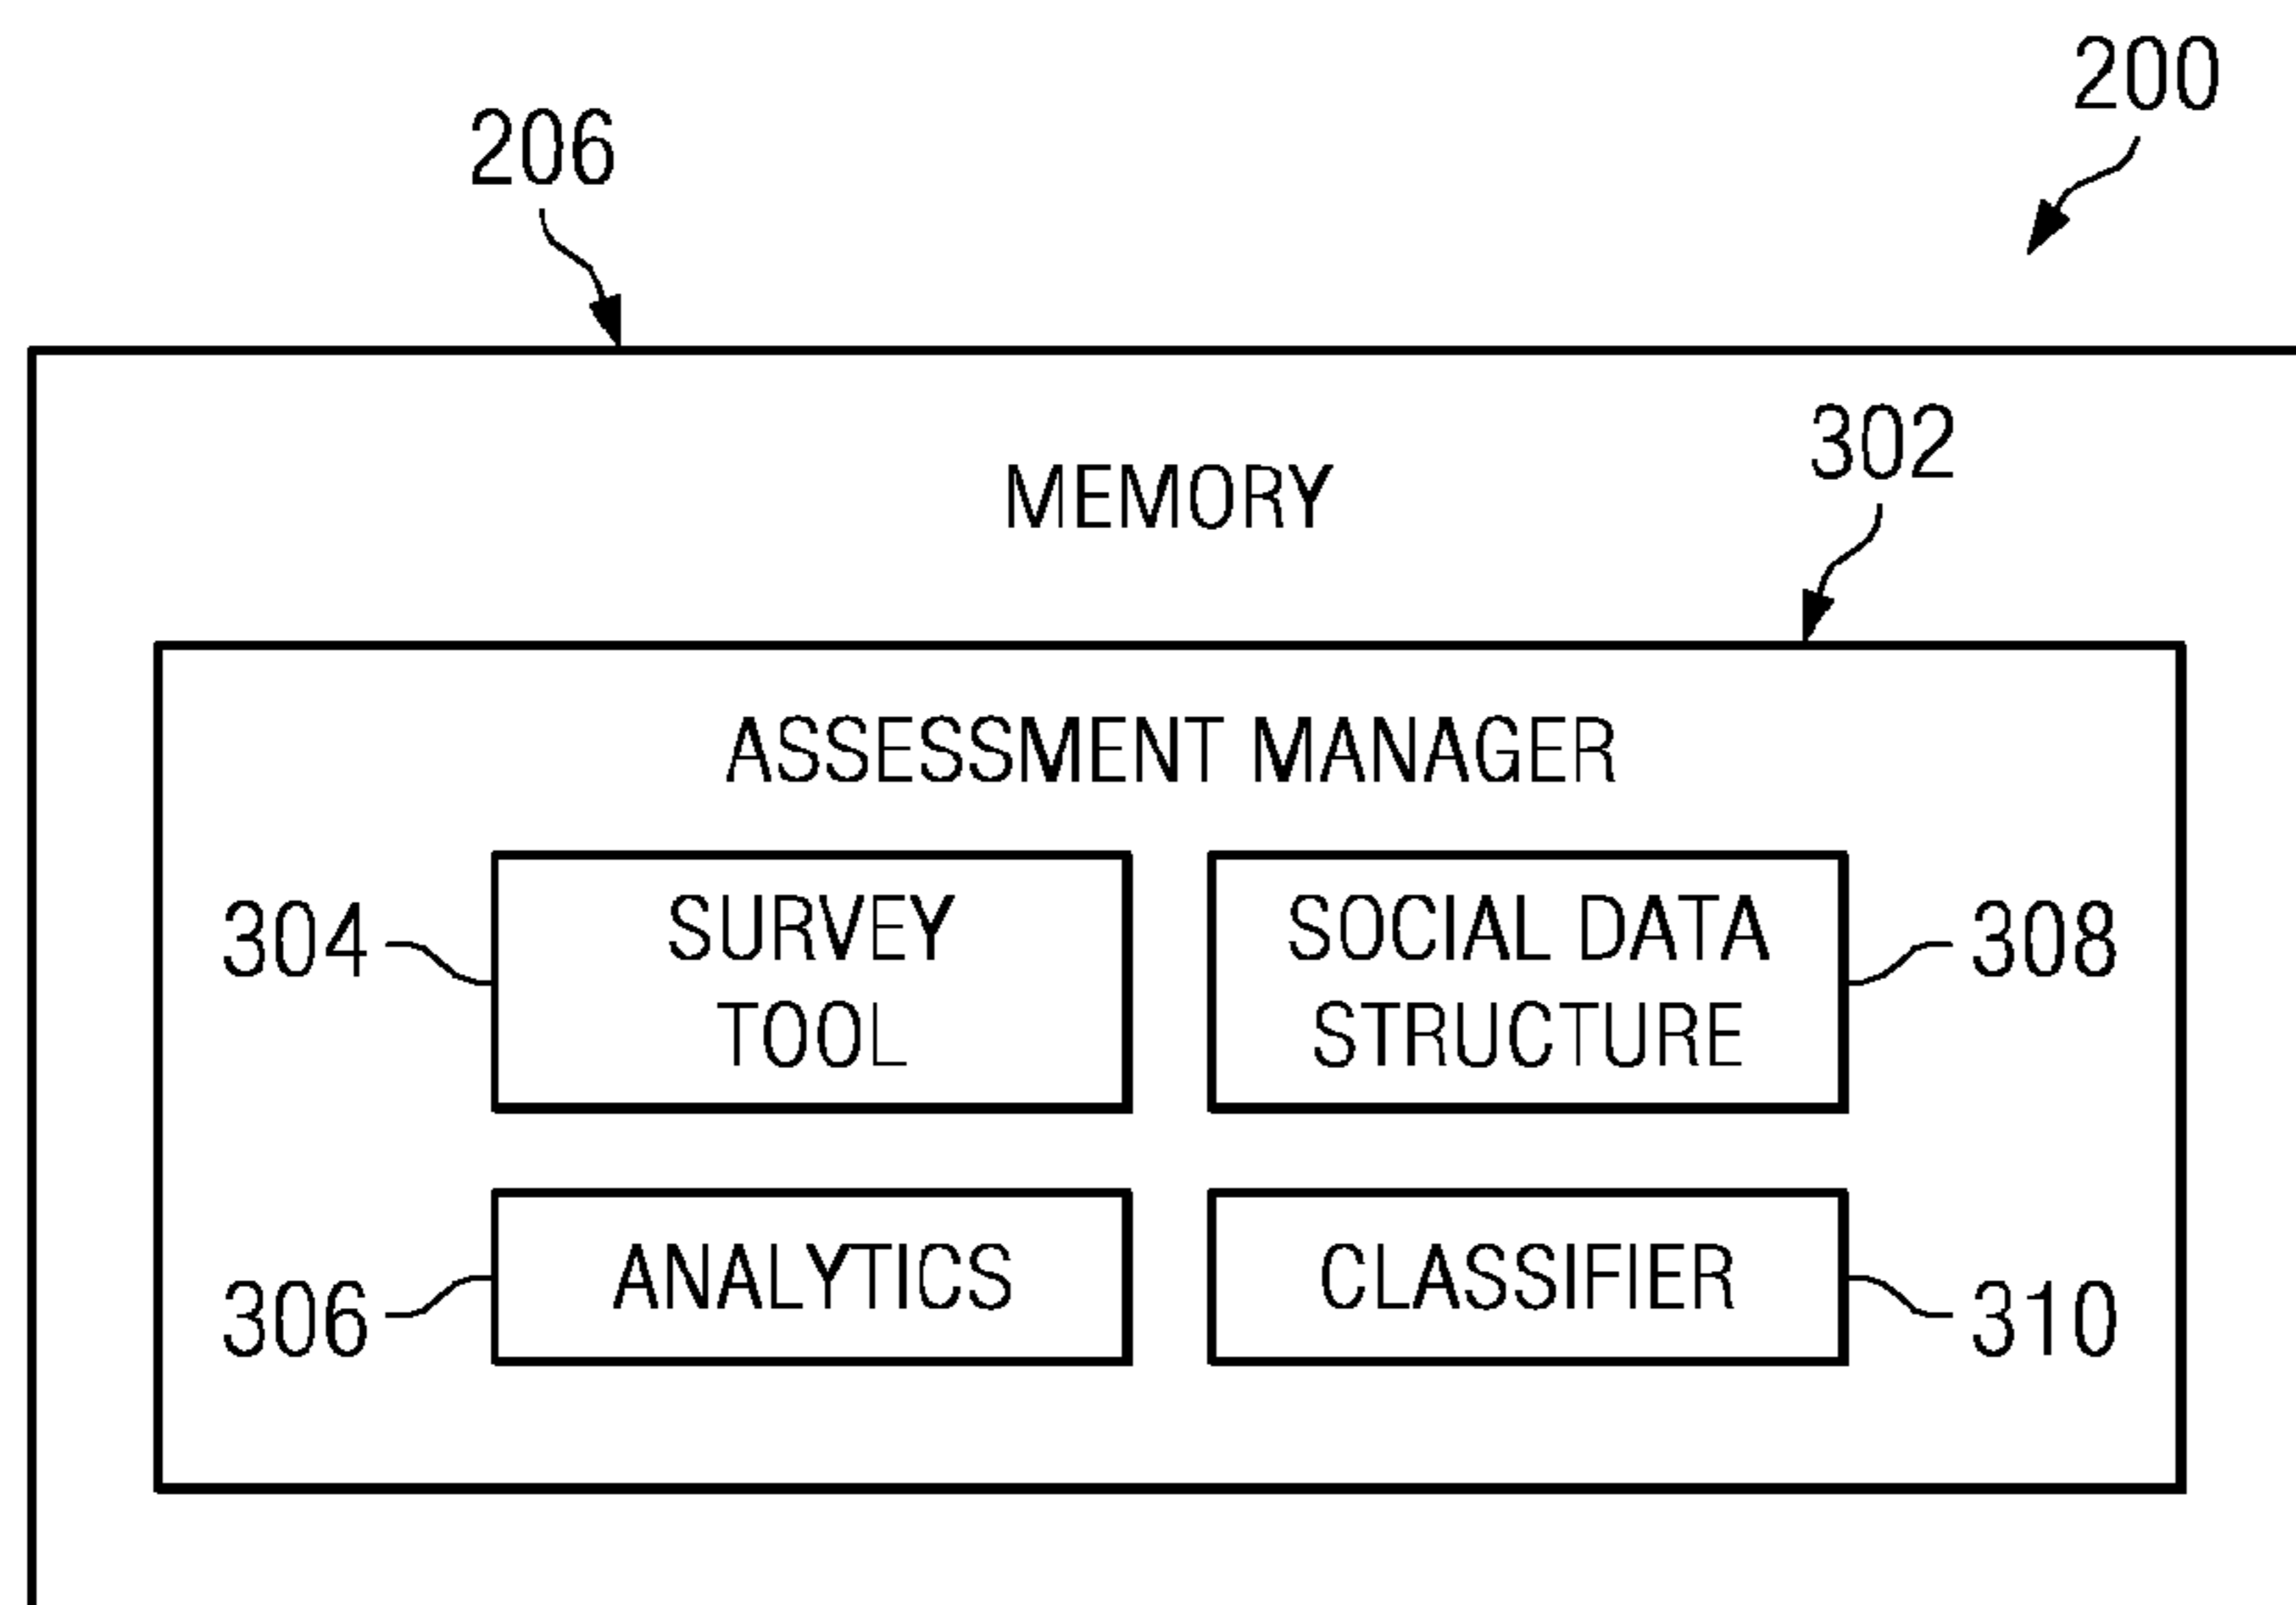 200
206
MEMORY
302
ASSESSMENT MANAGER
304
SURVEY
TOOL
SOCIAL DATA
STRUCTURE
308
306
ANALYTICS
CLASSIFIER
310